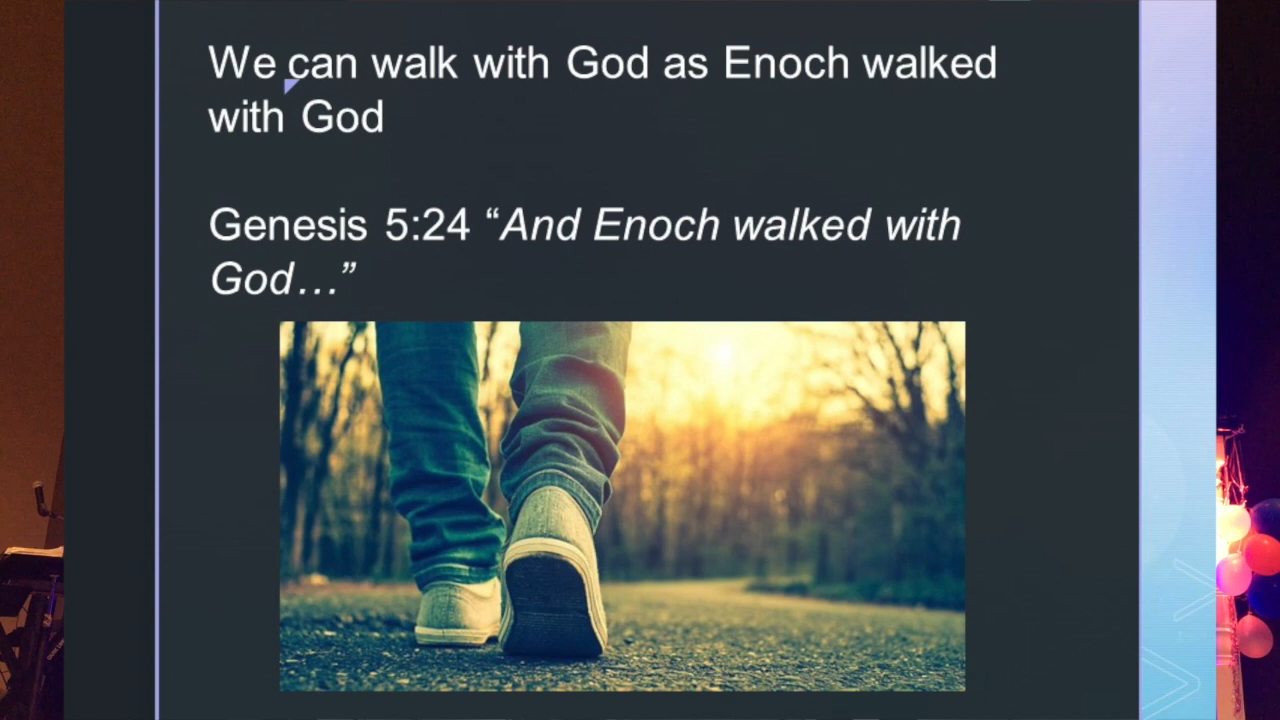 We can walk with God as Enoch walked
with God
Genesis 5:24 “And Enoch walked with
God…”